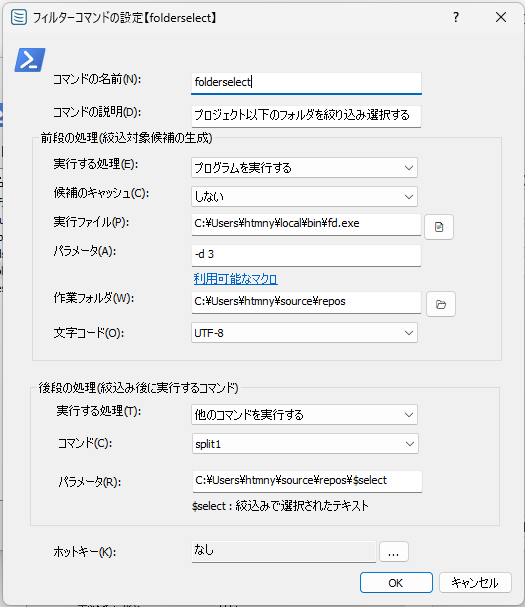 フィルターコマンドの設定【folderselect】
コマンドの名前(N):
folderselect
コマンドの説明(D):
プロジェクト以下のフォルダを絞り込み選択する
前段の処理(絞込対象候補の生成)
実行する処理(E):
プログラムを実行する
候補のキャッシュ(C):
しない
実行ファイル(P):
C:¥Users¥htmny¥local¥bin¥fd.exe
パラメータ(A):
-d 3
利用可能なマクロ
作業フォルダ(W):
C:¥Users¥htmny¥source¥repos
文字コード(O):
UTF-8
後段の処理(絞込み後に実行するコマンド)
実行する処理(T):
他のコマンドを実行する
コマンド(C):
split1
パラメータ(R):
C:¥Users¥htmny¥source¥repos¥$select
$select : 絞込みで選択されたテキスト
ホットキー(K):
なし
...
OK
キャンセル